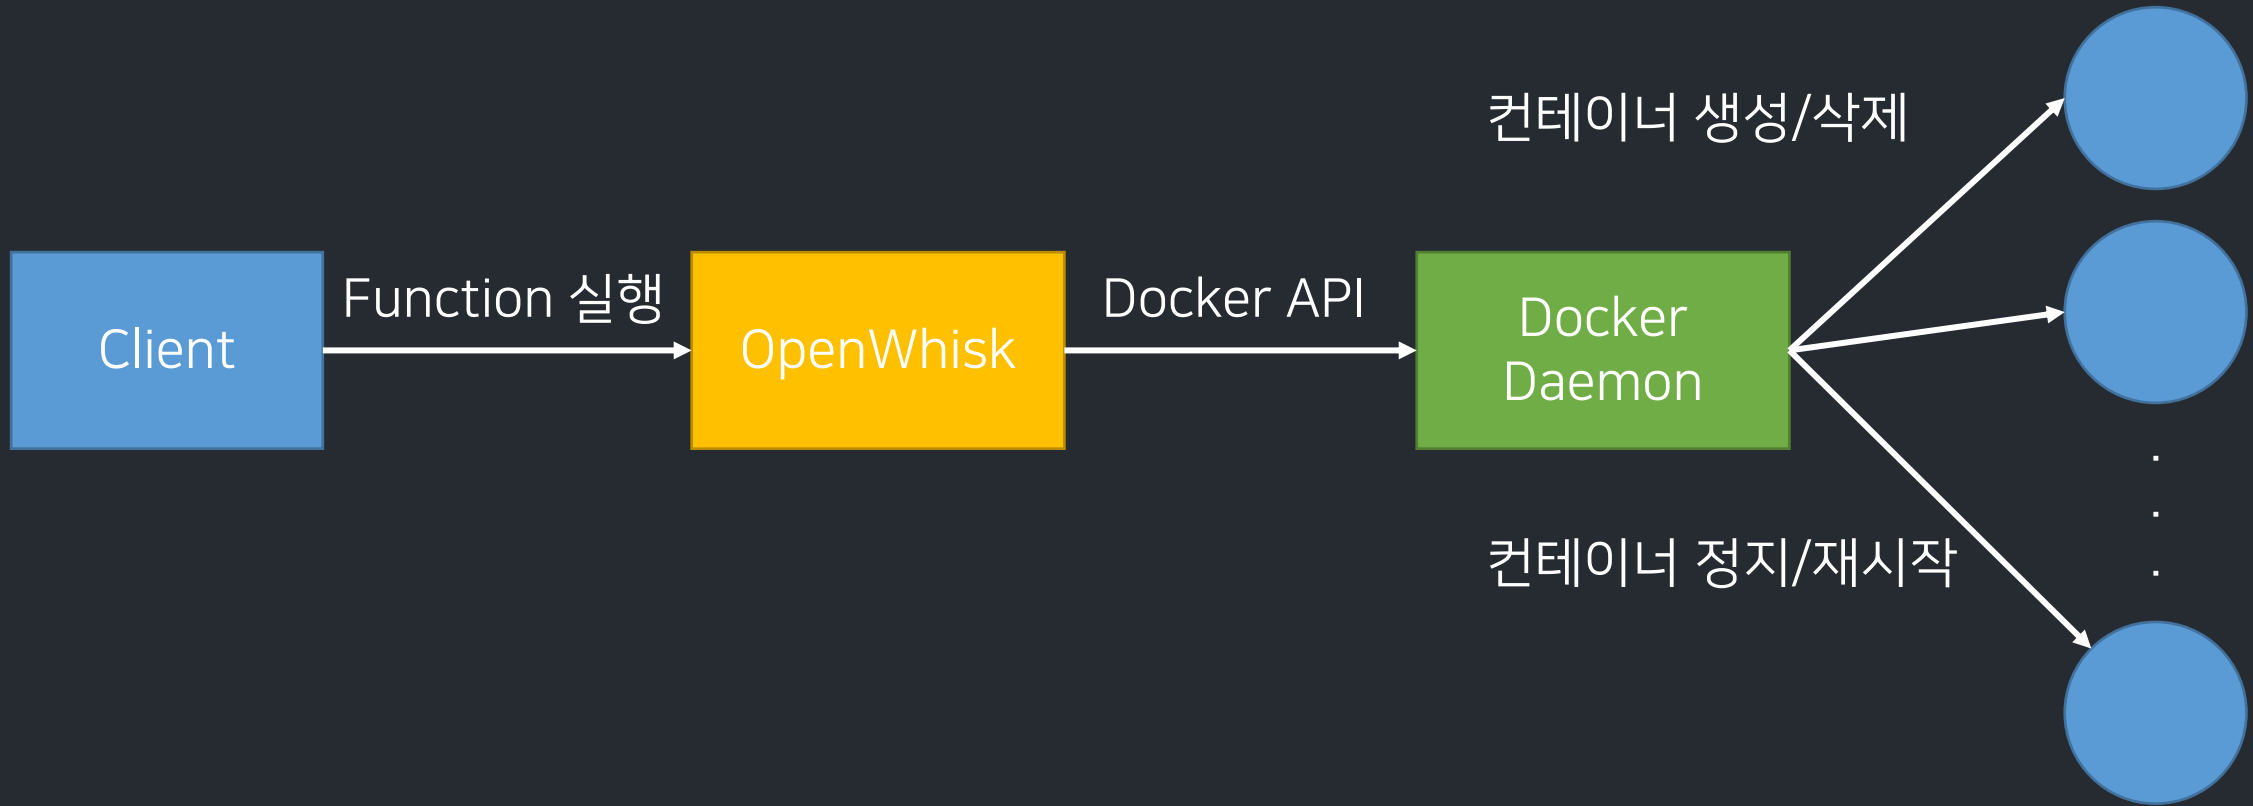 컨테이너 생성/삭제
Function 실행
Docker API
Client
OpenWhisk
Docker
Daemon
컨테이너 정지/재시작
.
.
.